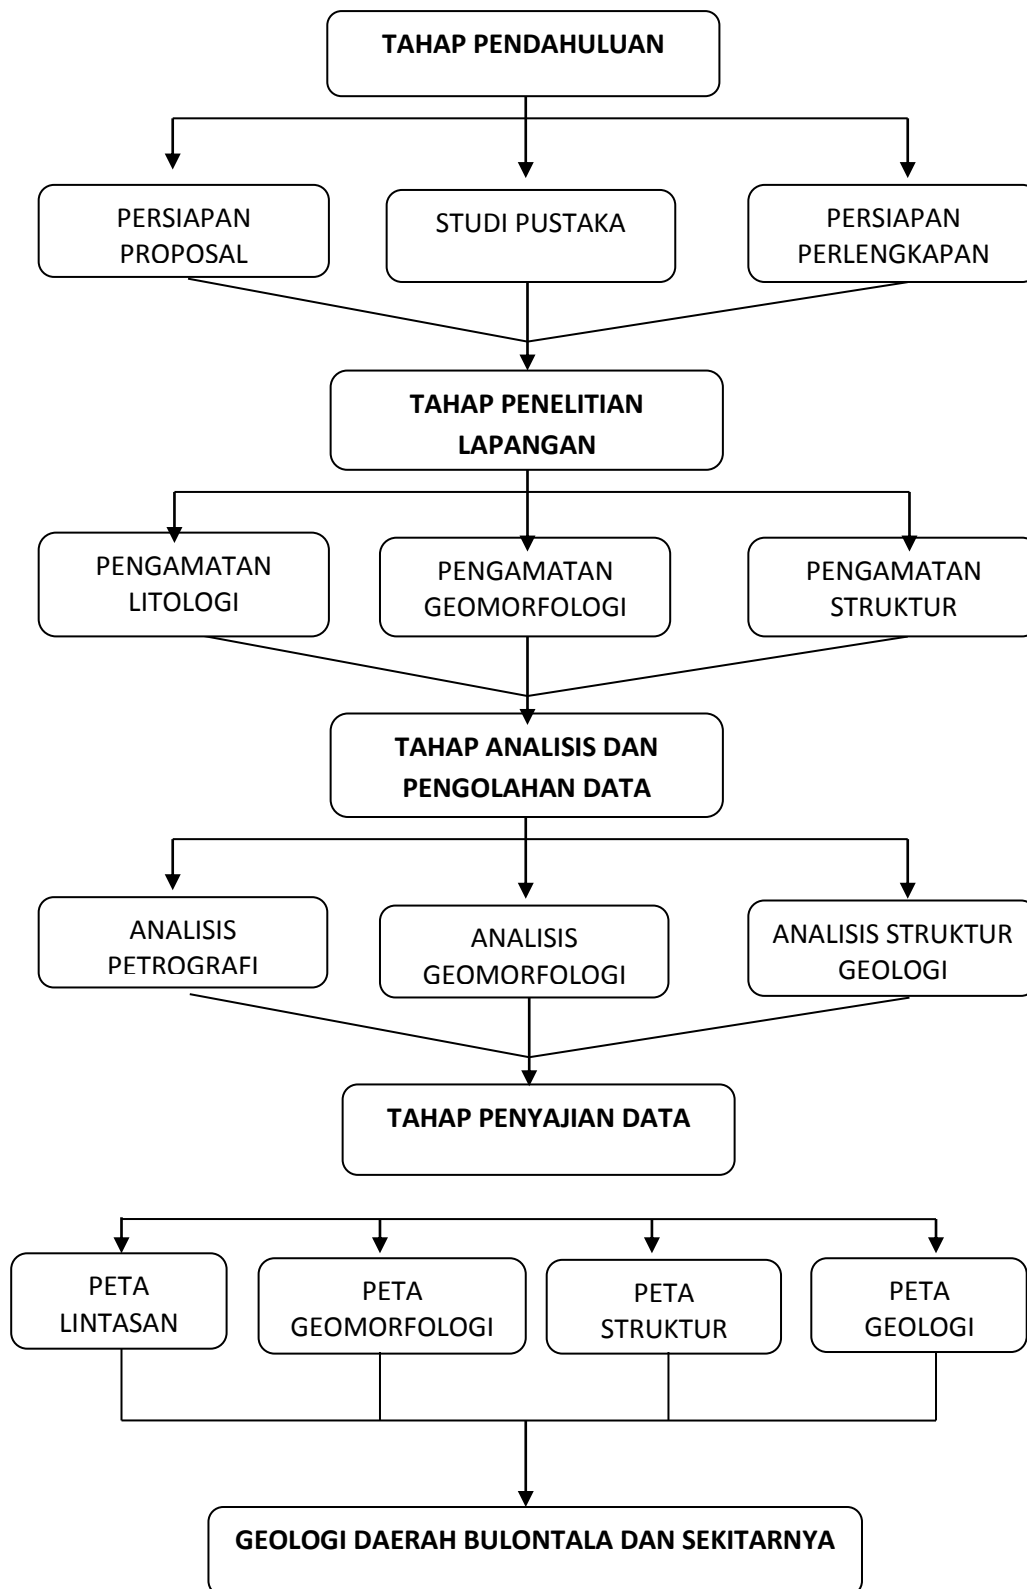 TAHAP PENDAHULUAN
PERSIAPAN
PROPOSAL
STUDI PUSTAKA
PERSIAPAN
PERLENGKAPAN
TAHAP PENELITIAN
LAPANGAN
PENGAMATAN
LITOLOGI
PENGAMATAN
GEOMORFOLOGI
PENGAMATAN
STRUKTUR
TAHAP ANALISIS DAN
PENGOLAHAN DATA
ANALISIS
PETROGRAFI
ANALISIS
GEOMORFOLOGI
ANALISIS STRUKTUR
GEOLOGI
TAHAP PENYAJIAN DATA
PETA
LINTASAN
PETA
GEOMORFOLOGI
PETA
STRUKTUR
PETA
GEOLOGI
GEOLOGI DAERAH BULONTALA DAN SEKITARNYA